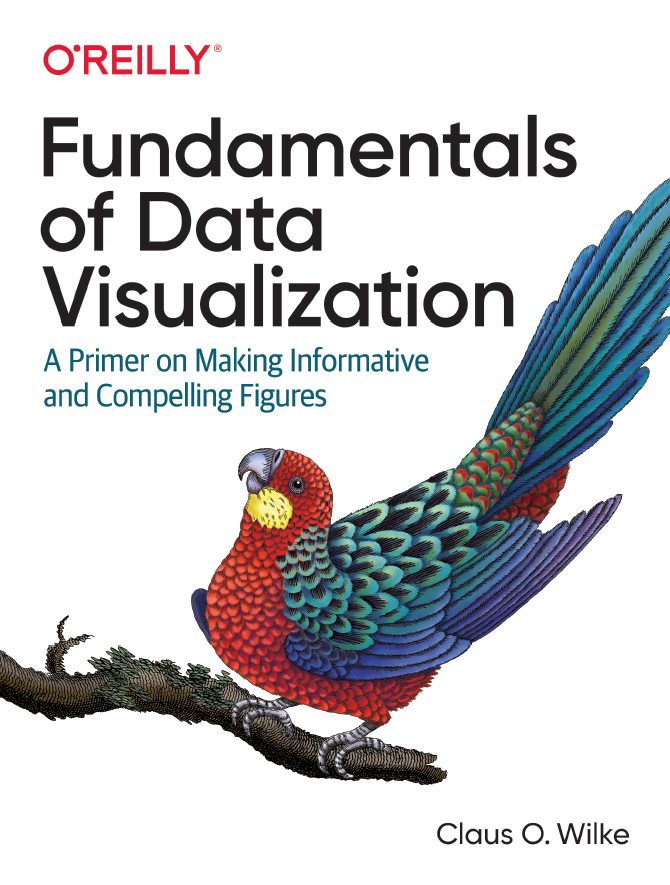 O'REILLY®
Fundamentals
of Data
Visualization
A Primer on Making Informative
and Compelling Figures
Claus O. Wilke